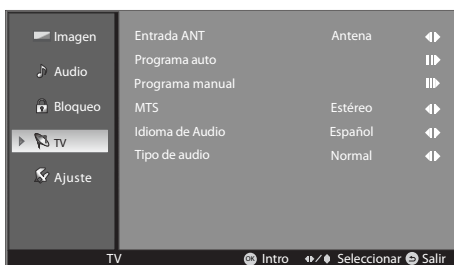 Imagen
Audio
Bloqueo
TV
Ajuste
Entrada ANT Antena
Programa auto
Programa manual
MTS Estéreo
Idioma de Audio Español
Tipo de audio Normal
TV OK Intro Seleccionar Salir